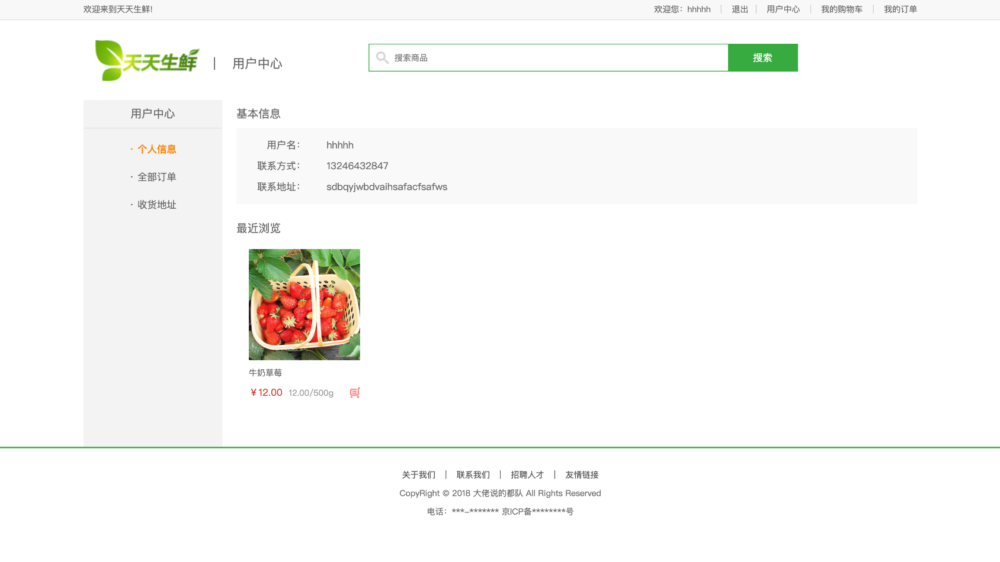 欢迎来到天天生鲜!
欢迎您：hhhhh | 退出 | 用户中心 | 我的购物车 | 我的订单
天天生鲜 | 用户中心
搜索商品 搜索
用户中心
· 个人信息
· 全部订单
· 收货地址
基本信息
用户名： hhhhh
联系方式： 13246432847
联系地址： sdbqyjwbdvaihsafacfsafws
最近浏览
牛奶草莓
￥12.00 12.00/500g
关于我们 | 联系我们 | 招聘人才 | 友情链接
CopyRight © 2018 大佬说的都队 All Rights Reserved
电话：***-******* 京ICP备********号